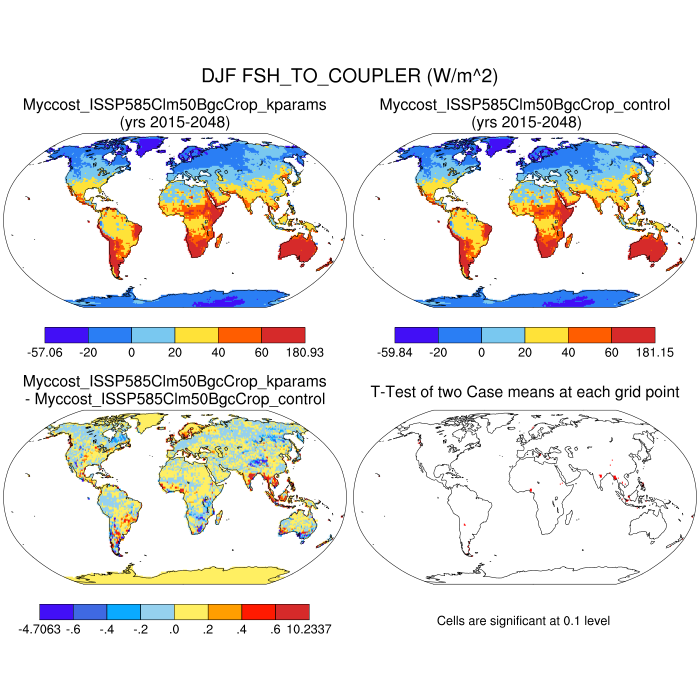 DJF FSH_TO_COUPLER (W/m^2)
Myccost_ISSP585Clm50BgcCrop_kparams
(yrs 2015-2048)
Myccost_ISSP585Clm50BgcCrop_control
(yrs 2015-2048)
-57.06 -20 0 20 40 60 180.93
-59.84 -20 0 20 40 60 181.15
Myccost_ISSP585Clm50BgcCrop_kparams
- Myccost_ISSP585Clm50BgcCrop_control
T-Test of two Case means at each grid point
-4.7063 -.6 -.4 -.2 .0 .2 .4 .6 10.2337
Cells are significant at 0.1 level